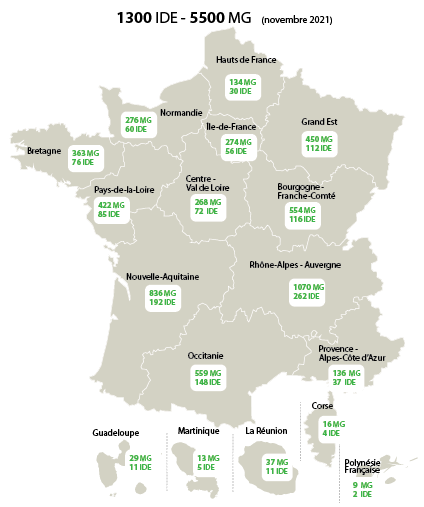 1300 IDE - 5500 MG (novembre 2021)
Hauts de France
134 MG
30 IDE
Normandie
276 MG
60 IDE
Ile-de-France
274 MG
56 IDE
Grand Est
450 MG
112 IDE
Bretagne
363 MG
76 IDE
Pays-de-la-Loire
422 MG
85 IDE
Centre -
Val de Loire
268 MG
72 IDE
Bourgogne -
Franche-Comté
554 MG
116 IDE
Nouvelle-Aquitaine
836 MG
192 IDE
Rhône-Alpes - Auvergne
1070 MG
262 IDE
Occitanie
559 MG
148 IDE
Provence -
Alpes-Côte d'Azur
136 MG
37 IDE
Corse
16 MG
4 IDE
Guadeloupe
29 MG
11 IDE
Martinique
13 MG
5 IDE
La Réunion
37 MG
11 IDE
Polynésie
Française
9 MG
2 IDE